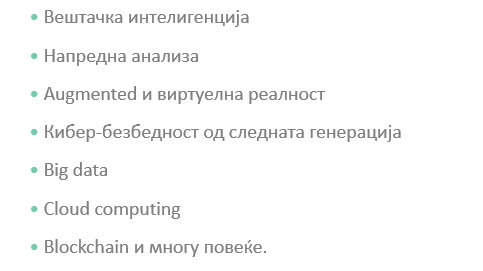 • Вештачка интелигенција
• Напредна анализа
• Augmented и виртуелна реалност
• Кибер-безбедност од следната генерација
• Big data
• Cloud computing
• Blockchain и многу повеќе.